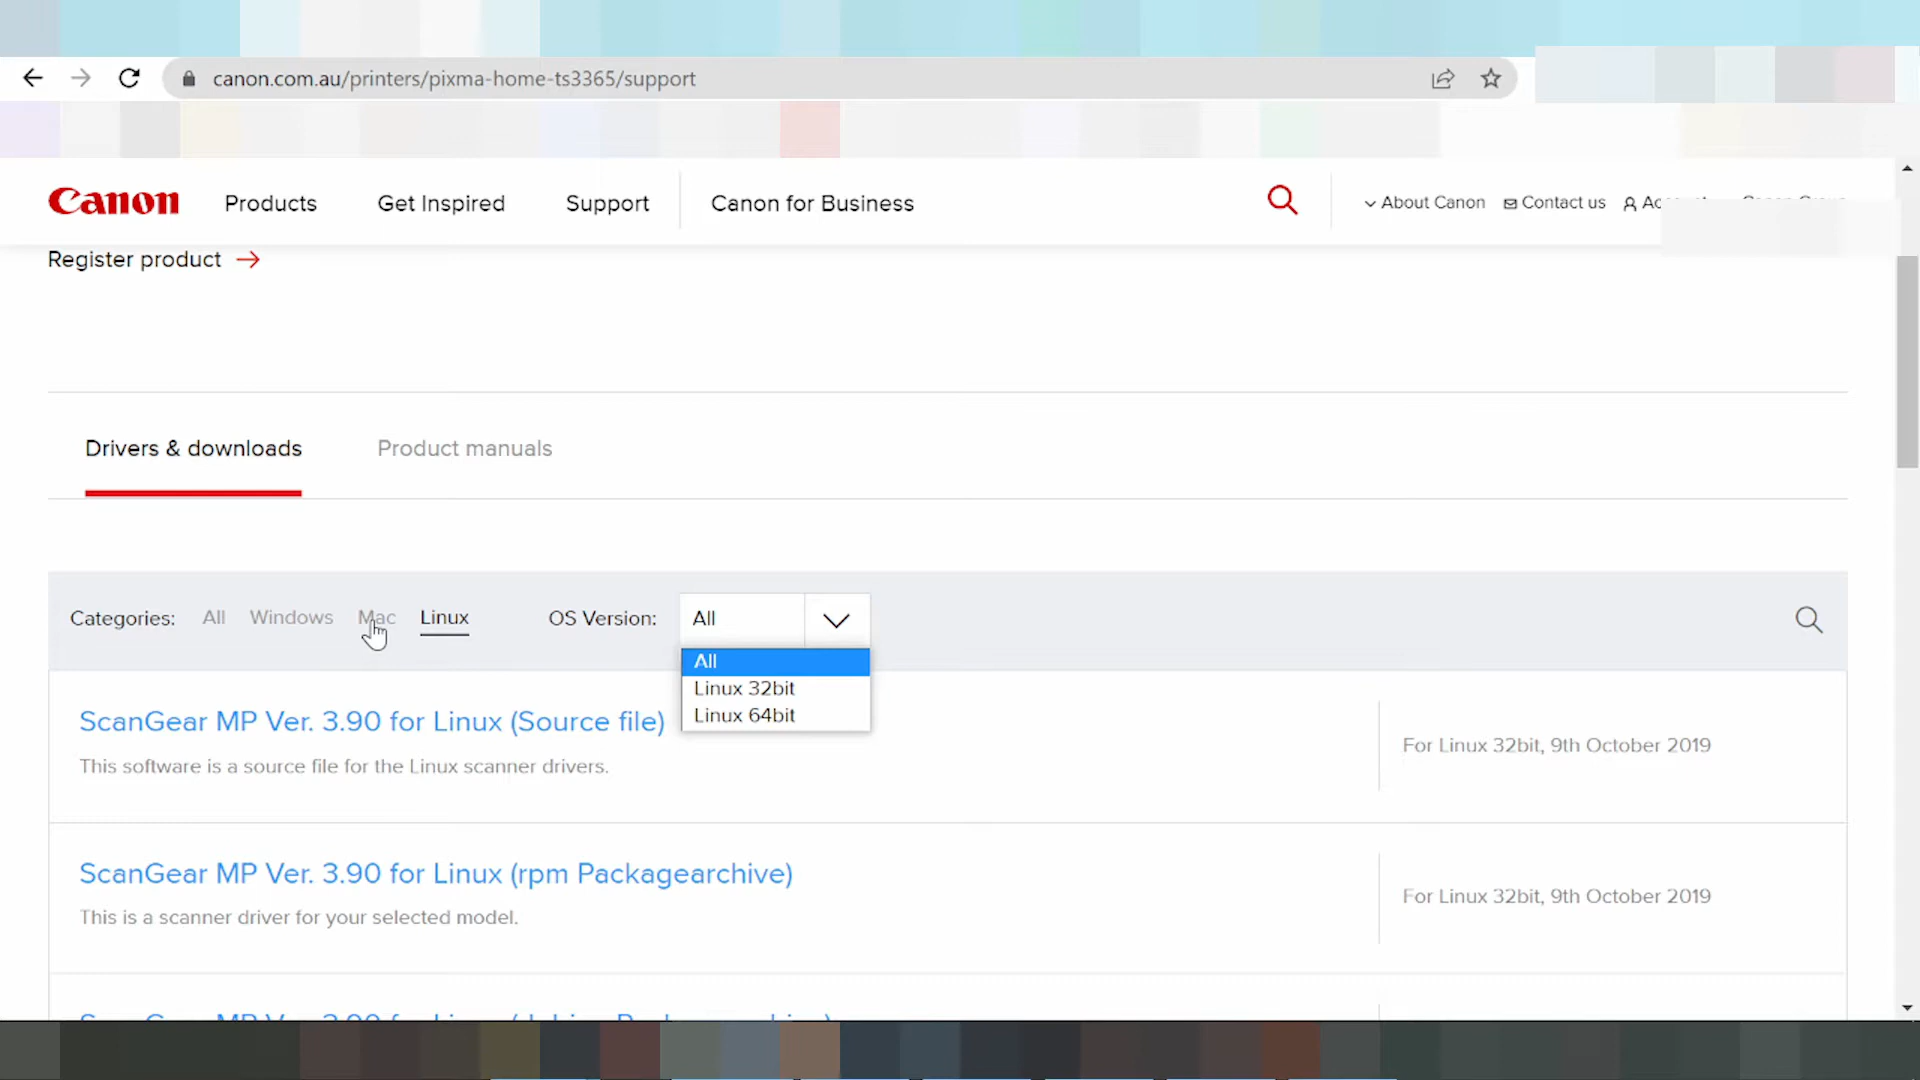 canon.com.au/printers/pixma-home-ts3365/support
Canon
Products
Get Inspired
Support
Canon for Business
About Canon
Contact us
Register product
Drivers & downloads
Product manuals
Categories:
All
Windows
Mac
Linux
OS Version:
All
All
Linux 32bit
Linux 64bit
ScanGear MP Ver. 3.90 for Linux (Source file)
This software is a source file for the Linux scanner drivers.
For Linux 32bit, 9th October 2019
ScanGear MP Ver. 3.90 for Linux (rpm Packagearchive)
This is a scanner driver for your selected model.
For Linux 32bit, 9th October 2019